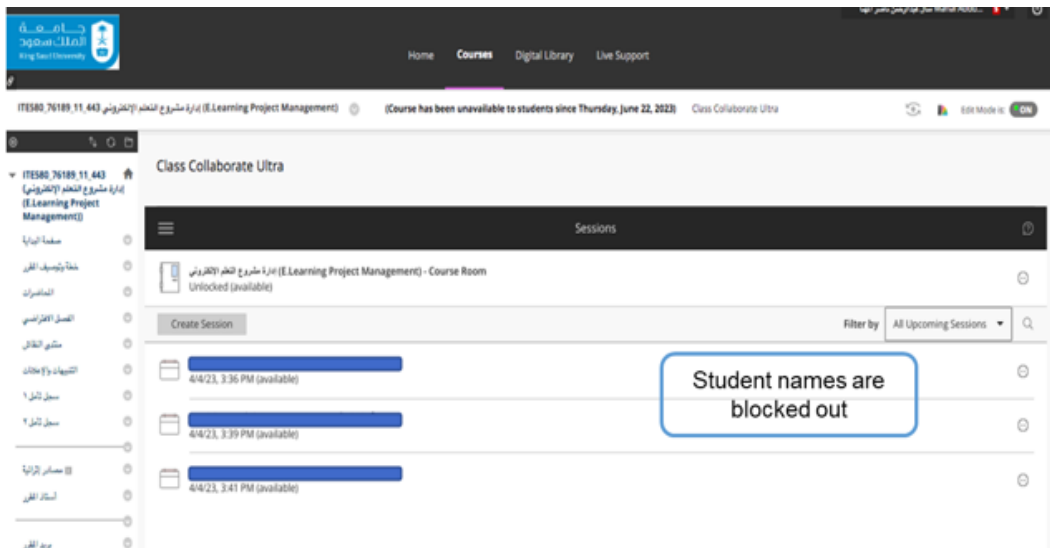 جــامــعــة
الملك سعود
King Saud University
Home Courses Digital Library Live Support
ITE580_76189_11_443 إدارة مشروع التعلم الإلكتروني (E.Learning Project Management) (Course has been unavailable to students since Thursday, June 22, 2023) Class Collaborate Ultra Edit Mode is: ON
Class Collaborate Ultra
ITE580_76189_11_443
إدارة مشروع التعلم الإلكتروني)
(E.Learning Project
Management))
صفحة البداية
خطة وتوصيف المقرر
المحاضرات
الفصل الافتراضي
منتدى النقاش
التنبيهات والإعلانات
سجل تأمل ١
سجل تأمل ٢
مصادر إثرائية
أستاذ المقرر
بريد المقرر
Sessions
إدارة مشروع التعلم الإلكتروني (E.Learning Project Management) - Course Room
Unlocked (available)
Create Session Filter by All Upcoming Sessions
4/4/23, 3:36 PM (available)
4/4/23, 3:39 PM (available)
4/4/23, 3:41 PM (available)
Student names are
blocked out